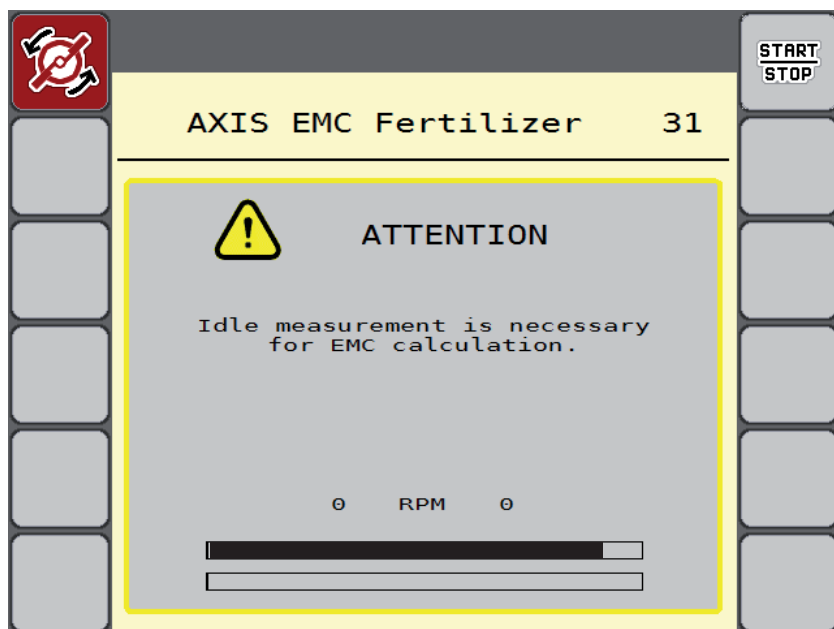 START
STOP
AXIS EMC Fertilizer 31
!
ATTENTION
Idle measurement is necessary
for EMC calculation.
0 RPM 0